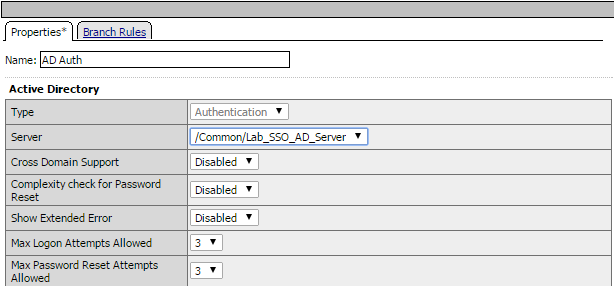 Properties* Branch Rules
Name: AD Auth
Active Directory
Type Authentication
Server /Common/Lab_SSO_AD_Server
Cross Domain Support Disabled
Complexity check for Password
Reset Disabled
Show Extended Error Disabled
Max Logon Attempts Allowed 3
Max Password Reset Attempts
Allowed 3